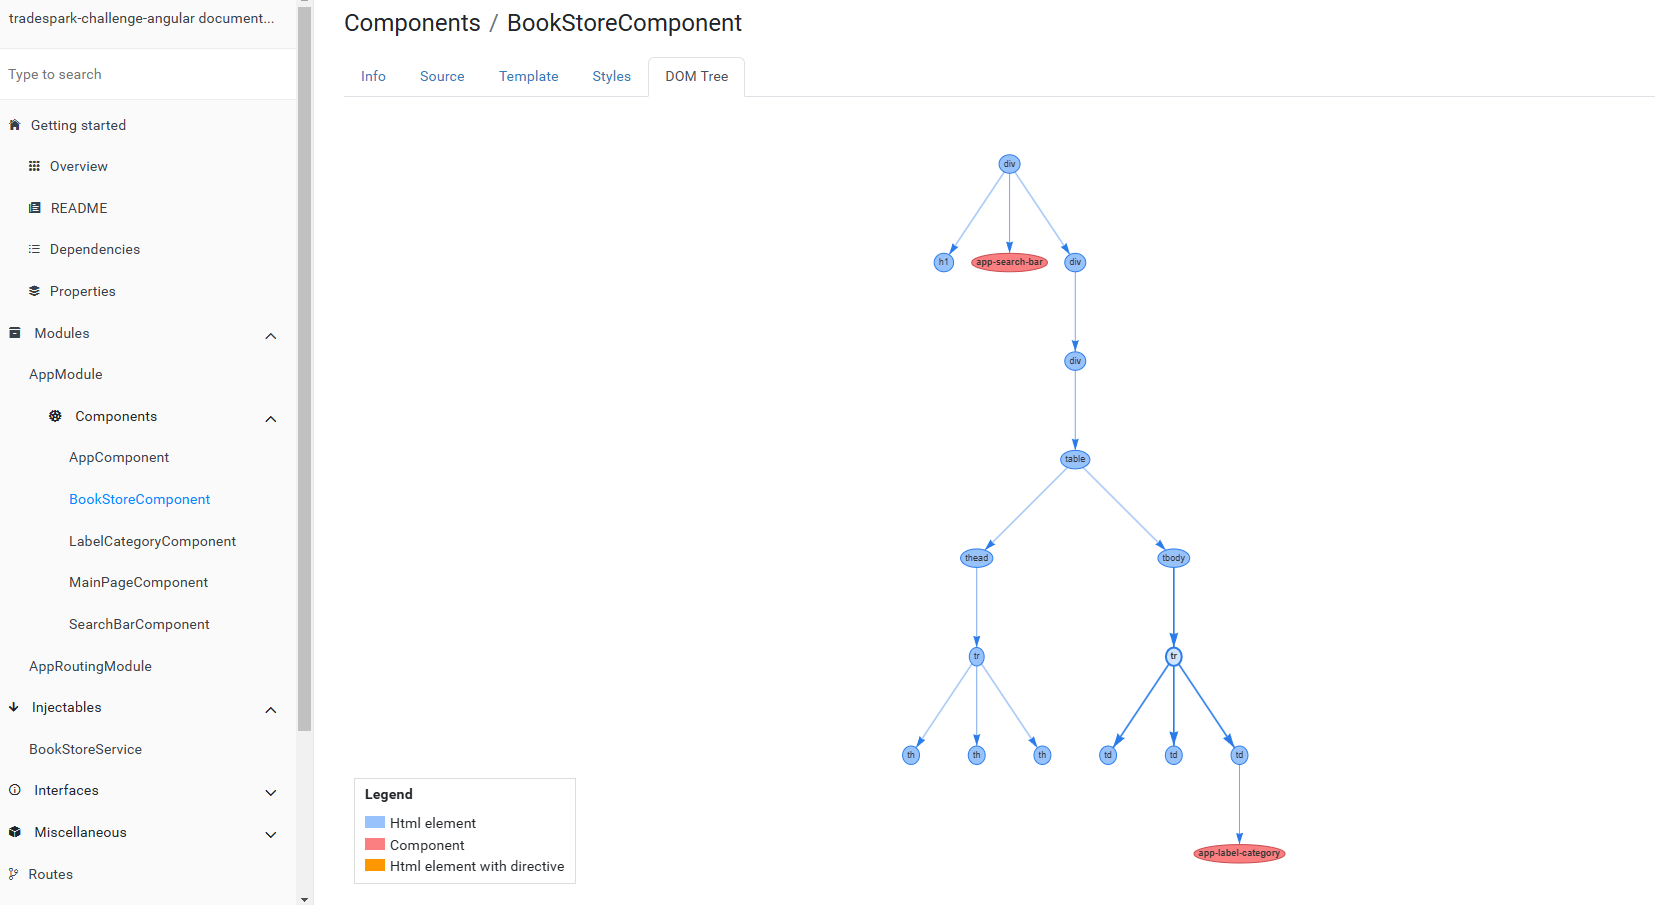 tradespark-challenge-angular document...
Type to search
Getting started
Overview
README
Dependencies
Properties
Modules
AppModule
Components
AppComponent
BookStoreComponent
LabelCategoryComponent
MainPageComponent
SearchBarComponent
AppRoutingModule
Injectables
BookStoreService
Interfaces
Miscellaneous
Routes
Components / BookStoreComponent
Info Source Template Styles DOM Tree
div
h1 app-search-bar div
div
table
thead tbody
tr tr
th th th td td td
app-label-category
Legend
Html element
Component
Html element with directive